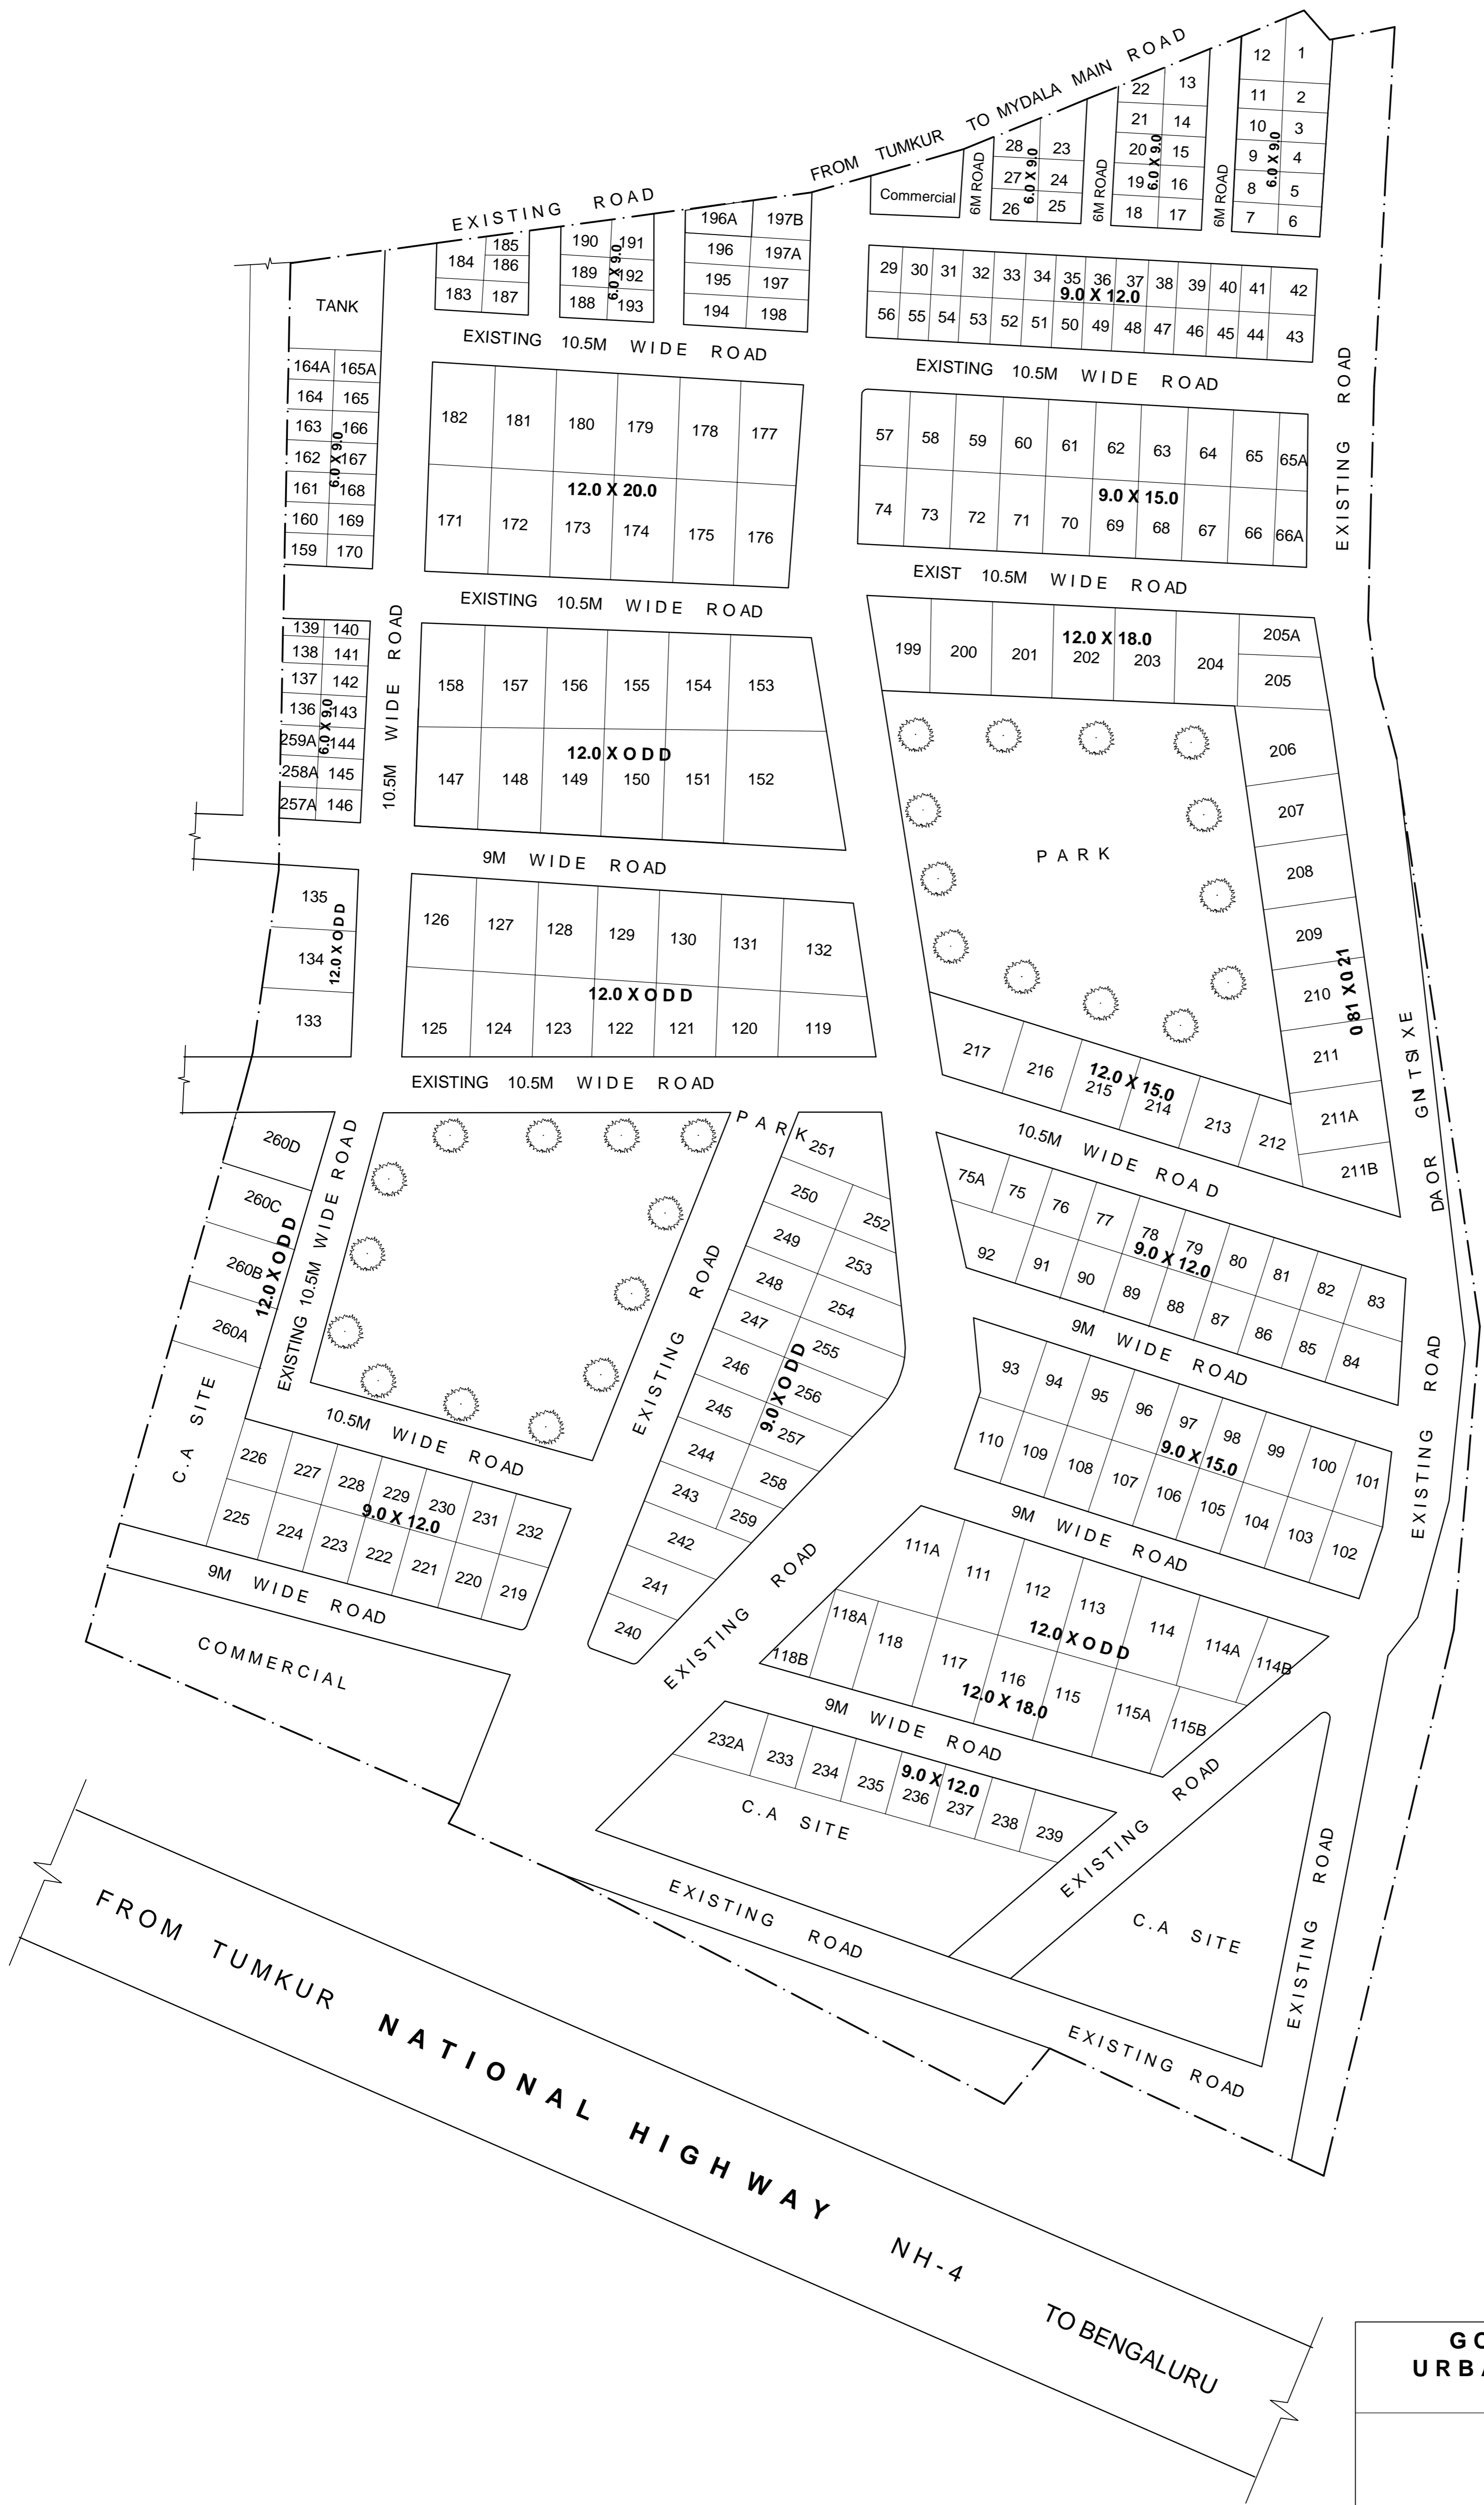 FROM TUMKUR TO MYDALA MAIN ROAD
EXISTING ROAD
12 1
11 2
10 3
9 4
8 5
7 6
6.0 X 9.0
6M ROAD
22 13
21 14
20 15
19 16
18 17
6.0 X 9.0
6M ROAD
28 23
27 24
26 25
6.0 X 9.0
6M ROAD
Commercial
196A 197B
196 197A
195 197
194 198
190 191
189 192
188 193
6.0 X 9.0
185
184 186
183 187
TANK
29 30 31 32 33 34 35 36 37 38 39 40 41 42
9.0 X 12.0
56 55 54 53 52 51 50 49 48 47 46 45 44 43
EXISTING 10.5M WIDE ROAD
EXISTING 10.5M WIDE ROAD
EXISTING ROAD
164A 165A
164 165
163 166
162 167
161 168
160 169
159 170
6.0 X 9.0
182 181 180 179 178 177
12.0 X 20.0
171 172 173 174 175 176
57 58 59 60 61 62 63 64 65 65A
9.0 X 15.0
74 73 72 71 70 69 68 67 66 66A
EXISTING 10.5M WIDE ROAD
EXIST 10.5M WIDE ROAD
139 140
138 141
137 142
136 143
259A 144
258A 145
257A 146
6.0 X 9.0
10.5M WIDE ROAD
158 157 156 155 154 153
12.0 X ODD
147 148 149 150 151 152
199 200 201 202 203 204
12.0 X 18.0
205A
205
206
207
208
209
210
211
211A
211B
12.0 X 18.0
PARK
9M WIDE ROAD
135
134
133
12.0 X ODD
126 127 128 129 130 131 132
12.0 X ODD
125 124 123 122 121 120 119
217 216 215 214 213 212
12.0 X 15.0
EXISTING ROAD
EXISTING 10.5M WIDE ROAD
10.5M WIDE ROAD
PARK
260D
260C
260B
260A
12.0 X ODD
C.A SITE
EXISTING 10.5M WIDE ROAD
251
250 252
249 253
248 254
247 255
246 256
245 257
244 258
243 259
242
241
240
9.0 X ODD
EXISTING ROAD
75A 75 76 77 78 79 80 81 82 83
9.0 X 12.0
92 91 90 89 88 87 86 85 84
9M WIDE ROAD
EXISTING ROAD
93 94 95 96 97 98 99 100 101
9.0 X 15.0
110 109 108 107 106 105 104 103 102
EXISTING ROAD
10.5M WIDE ROAD
226 227 228 229 230 231 232
9.0 X 12.0
225 224 223 222 221 220 219
9M WIDE ROAD
COMMERCIAL
9M WIDE ROAD
111A 111 112 113 114 114A 114B
12.0 X ODD
118B 118A 118 117 116 115 115A 115B
12.0 X 18.0
EXISTING ROAD
9M WIDE ROAD
232A 233 234 235 236 237 238 239
9.0 X 12.0
C.A SITE
EXISTING ROAD
C.A SITE
EXISTING ROAD
EXISTING ROAD
EXISTING ROAD
FROM TUMKUR NATIONAL HIGHWAY NH-4 TO BENGALURU
GO
URBA